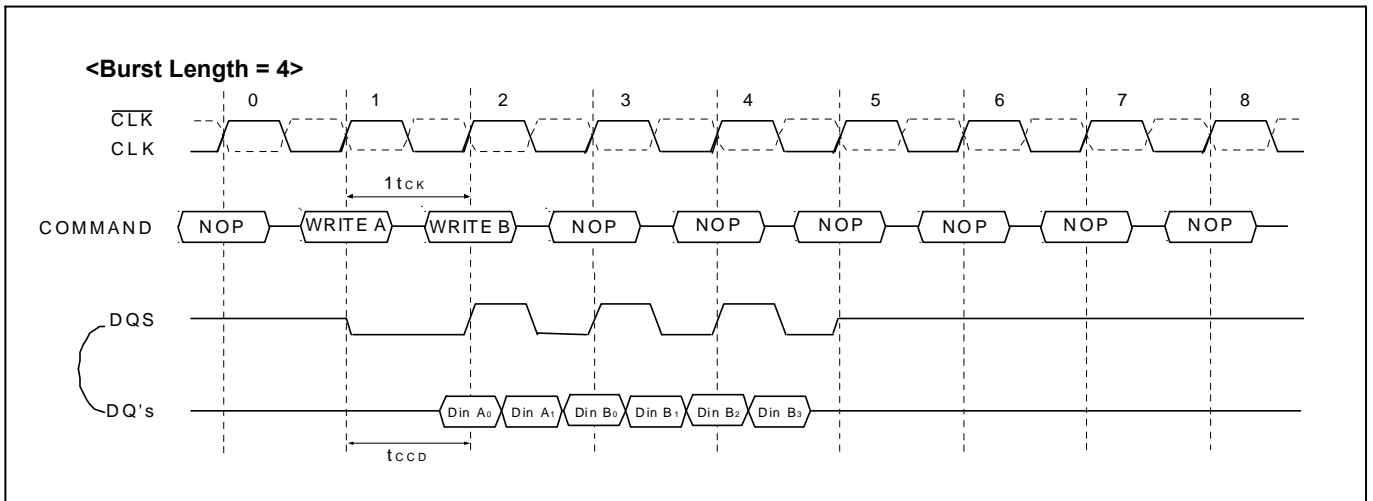 <Burst Length = 4>
0 1 2 3 4 5 6 7 8
CLK
CLK
1tCK
COMMAND NOP WRITE A WRITE B NOP NOP NOP NOP NOP NOP
DQS
DQ's Din A0 Din A1 Din B0 Din B1 Din B2 Din B3
tCCD